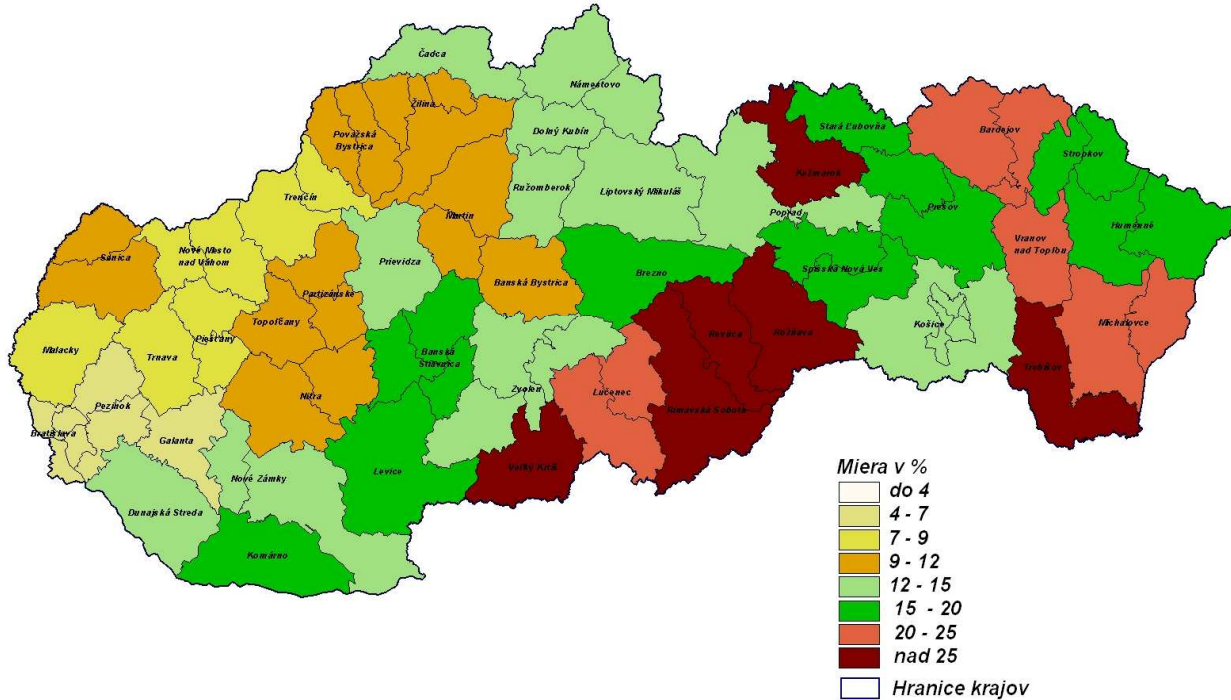 Čadca
Námestovo
Žilina
Považská
Bystrica
Dolný Kubín
Stará Ľubovňa
Bardejov
Stropkov
Kežmarok
Ružomberok
Liptovský Mikuláš
Trenčín
Poprad
Prešov
Humenné
Martin
Senica
Nové Mesto
nad Váhom
Prievidza
Vranov
nad Topľou
Brezno
Spišská Nová Ves
Banská Bystrica
Partizánske
Topoľčany
Košice
Michalovce
Revúca
Rožňava
Malacky
Trnava
Piešťany
Banská
Štiavnica
Trebišov
Zvolen
Lučenec
Nitra
Pezinok
Rimavská Sobota
Bratislava
Galanta
Veľký Krtíš
Levice
Nové Zámky
Dunajská Streda
Komárno
Miera v %
do 4
4 - 7
7 - 9
9 - 12
12 - 15
15 - 20
20 - 25
nad 25
Hranice krajov